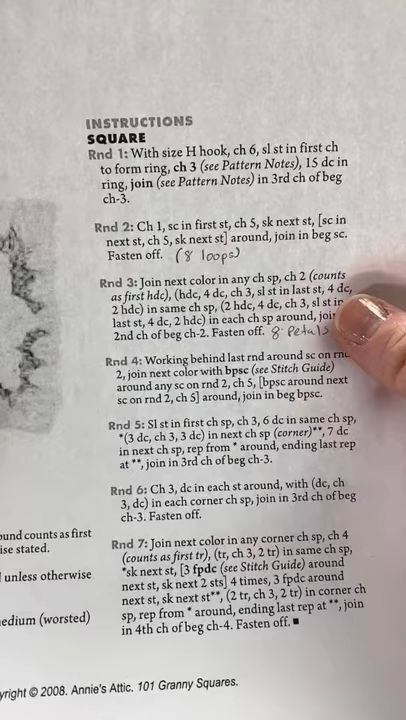 INSTRUCTIONS
SQUARE
Rnd 1: With size H hook, ch 6, sl st in first ch
to form ring, ch 3 (see Pattern Notes), 15 dc in
ring, join (see Pattern Notes) in 3rd ch of beg
ch-3.
Rnd 2: Ch 1, sc in first st, ch 5, sk next st, [sc in
next st, ch 5, sk next st] around, join in beg sc.
Fasten off. (8 loops)
Rnd 3: Join next color in any ch sp, ch 2 (counts
as first hdc), (hdc, 4 dc, ch 3, sl st in last st, 4 dc,
2 hdc) in same ch sp, (2 hdc, 4 dc, ch 3, sl st in
last st, 4 dc, 2 hdc) in each ch sp around, join
2nd ch of beg ch-2. Fasten off. 8 Petals
Rnd 4: Working behind last rnd around sc on rnd
2, join next color with bpsc (see Stitch Guide)
around any sc on rnd 2, ch 5, [bpsc around next
sc on rnd 2, ch 5] around, join in beg bpsc.
Rnd 5: Sl st in first ch sp, ch 3, 6 dc in same ch sp,
*(3 dc, ch 3, 3 dc) in next ch sp (corner)**, 7 dc
in next ch sp, rep from * around, ending last rep
at **, join in 3rd ch of beg ch-3.
Rnd 6: Ch 3, dc in each st around, with (dc, ch
3, dc) in each corner ch sp, join in 3rd ch of beg
ch-3. Fasten off.
Rnd 7: Join next color in any corner ch sp, ch 4
(counts as first tr), (tr, ch 3, 2 tr) in same ch sp,
*sk next st, [3 fpdc (see Stitch Guide) around
next st, sk next 2 sts] 4 times, 3 fpdc around
next st, sk next st**, (2 tr, ch 3, 2 tr) in corner ch
sp, rep from * around, ending last rep at **, join
in 4th ch of beg ch-4. Fasten off. ■
ound counts as first
ise stated.
unless otherwise
edium (worsted)
yright © 2008. Annie's Attic. 101 Granny Squares.